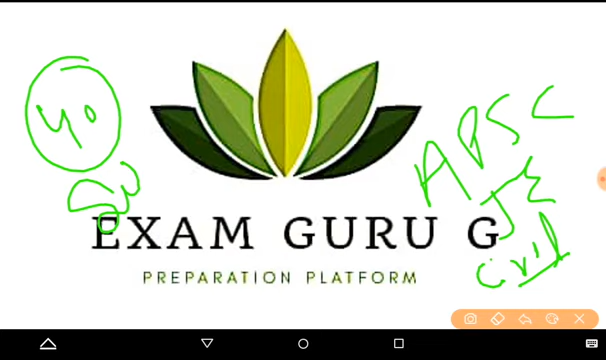 40
EXAM GURU G
PREPARATION PLATFORM
APSC
JE
Civil